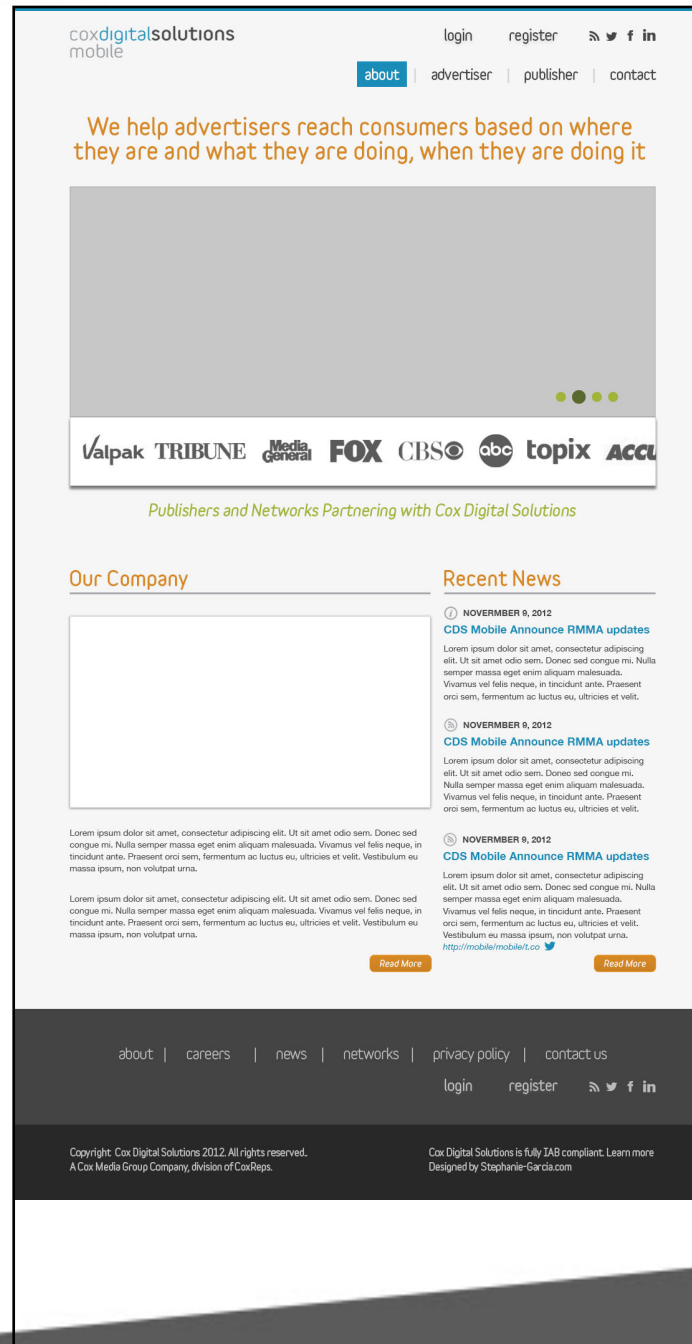 coxdigitalsolutions
mobile
login register f in
about | advertiser | publisher | contact
We help advertisers reach consumers based on where
they are and what they are doing, when they are doing it
Valpak TRIBUNE Media General FOX CBS abc topix ACCU
Publishers and Networks Partnering with Cox Digital Solutions
Our Company
Lorem ipsum dolor sit amet, consectetur adipiscing elit. Ut sit amet odio sem. Donec sed
congue mi. Nulla semper massa eget enim aliquam malesuada. Vivamus vel felis neque, in
tincidunt ante. Praesent orci sem, fermentum ac luctus eu, ultricies et velit. Vestibulum eu
massa ipsum, non volutpat urna.
Lorem ipsum dolor sit amet, consectetur adipiscing elit. Ut sit amet odio sem. Donec sed
congue mi. Nulla semper massa eget enim aliquam malesuada. Vivamus vel felis neque, in
tincidunt ante. Praesent orci sem, fermentum ac luctus eu, ultricies et velit. Vestibulum eu
massa ipsum, non volutpat urna.
Read More
Recent News
i NOVERMBER 9, 2012
CDS Mobile Announce RMMA updates
Lorem ipsum dolor sit amet, consectetur adipiscing
elit. Ut sit amet odio sem. Donec sed congue mi. Nulla
semper massa eget enim aliquam malesuada.
Vivamus vel felis neque, in tincidunt ante. Praesent
orci sem, fermentum ac luctus eu, ultricies et velit.
NOVERMBER 9, 2012
CDS Mobile Announce RMMA updates
Lorem ipsum dolor sit amet, consectetur adipiscing
elit. Ut sit amet odio sem. Donec sed congue mi.
Nulla semper massa eget enim aliquam malesuada.
Vivamus vel felis neque, in tincidunt ante. Praesent
orci sem, fermentum ac luctus eu, ultricies et velit.
NOVERMBER 9, 2012
CDS Mobile Announce RMMA updates
Lorem ipsum dolor sit amet, consectetur adipiscing
elit. Ut sit amet odio sem. Donec sed congue mi. Nulla
semper massa eget enim aliquam malesuada.
Vivamus vel felis neque, in tincidunt ante. Praesent
orci sem, fermentum ac luctus eu, ultricies et velit.
Vestibulum eu massa ipsum, non volutpat urna.
http://mobile/mobile/t.co
Read More
about | careers | news | networks | privacy policy | contact us
login register f in
Copyright Cox Digital Solutions 2012. All rights reserved..
A Cox Media Group Company, division of CoxReps.
Cox Digital Solutions is fully IAB compliant. Learn more
Designed by Stephanie-Garcia.com